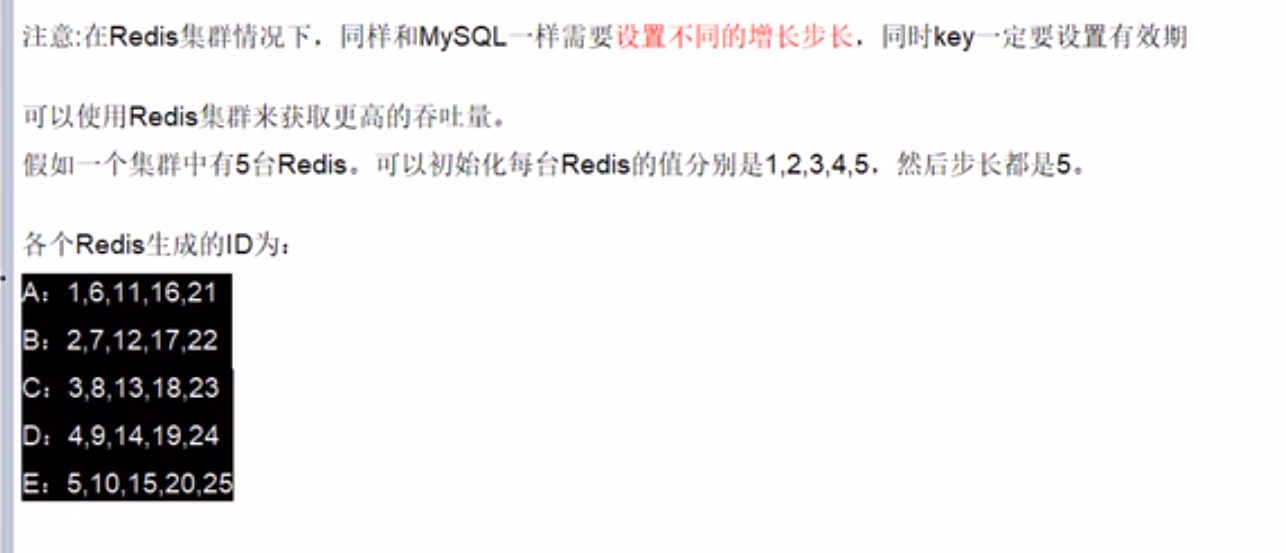 注意:在Redis集群情况下，同样和MySQL一样需要设置不同的增长步长，同时key一定要设置有效期
可以使用Redis集群来获取更高的吞吐量。
假如一个集群中有5台Redis。可以初始化每台Redis的值分别是1,2,3,4,5，然后步长都是5。
各个Redis生成的ID为：
A：1,6,11,16,21
B：2,7,12,17,22
C：3,8,13,18,23
D：4,9,14,19,24
E：5,10,15,20,25